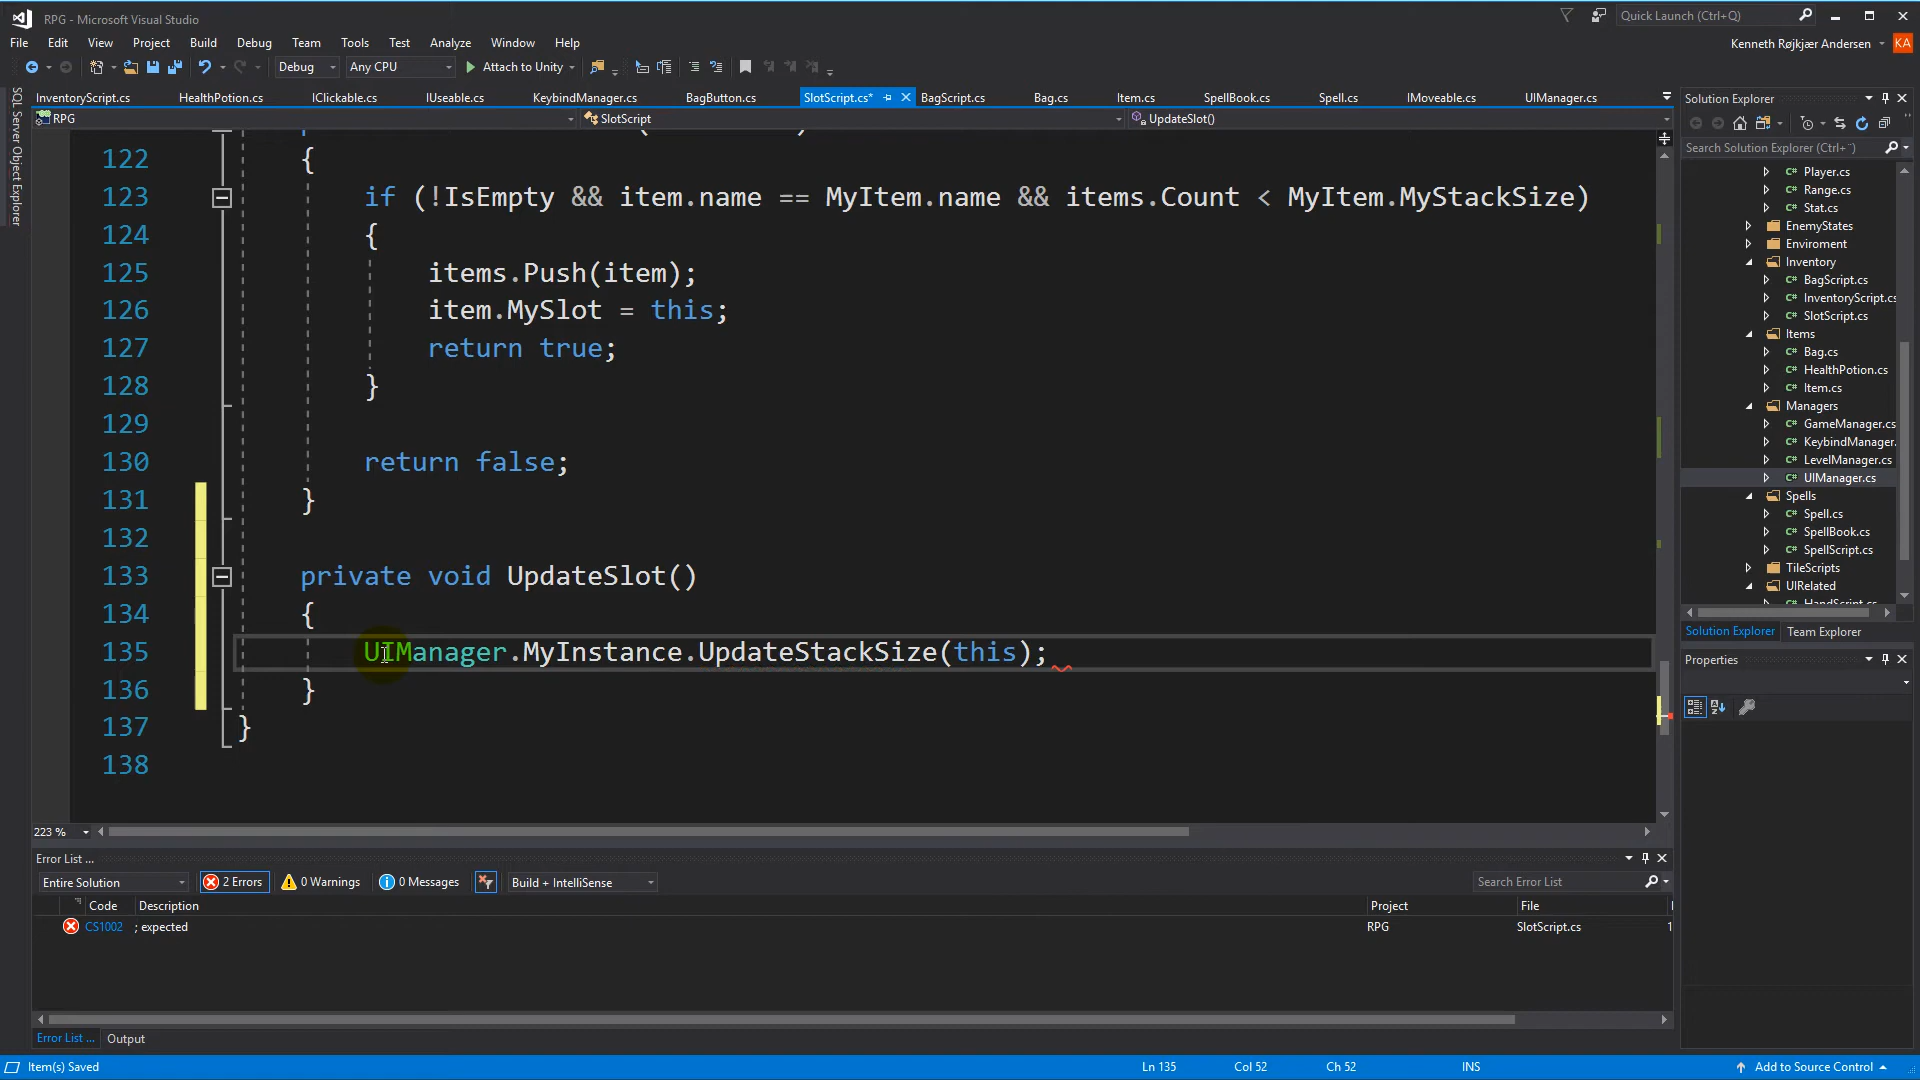 RPG - Microsoft Visual Studio
Quick Launch (Ctrl+Q)
File Edit View Project Build Debug Team Tools Test Analyze Window Help
Kenneth Røjkjær Andersen KA
Debug Any CPU Attach to Unity
SQL Server Object Explorer
InventoryScript.cs HealthPotion.cs IClickable.cs IUseable.cs KeybindManager.cs BagButton.cs SlotScript.cs* BagScript.cs Bag.cs Item.cs SpellBook.cs Spell.cs IMoveable.cs UIManager.cs
RPG SlotScript UpdateSlot()
122 {
123 if (!IsEmpty && item.name == MyItem.name && items.Count < MyItem.MyStackSize)
124 {
125 items.Push(item);
126 item.MySlot = this;
127 return true;
128 }
129
130 return false;
131 }
132
133 private void UpdateSlot()
134 {
135 UIManager.MyInstance.UpdateStackSize(this);
136 }
137 }
138
223 %
Error List ...
Entire Solution 2 Errors 0 Warnings 0 Messages Build + IntelliSense Search Error List
Code Description Project File
CS1002 ; expected RPG SlotScript.cs 1
Error List ... Output
Item(s) Saved Ln 135 Col 52 Ch 52 INS Add to Source Control
Solution Explorer
Search Solution Explorer (Ctrl+¨)
C# Player.cs
C# Range.cs
C# Stat.cs
EnemyStates
Enviroment
Inventory
C# BagScript.cs
C# InventoryScript.cs
C# SlotScript.cs
Items
C# Bag.cs
C# HealthPotion.cs
C# Item.cs
Managers
C# GameManager.cs
C# KeybindManager.
C# LevelManager.cs
C# UIManager.cs
Spells
C# Spell.cs
C# SpellBook.cs
C# SpellScript.cs
TileScripts
UIRelated
Solution Explorer Team Explorer
Properties